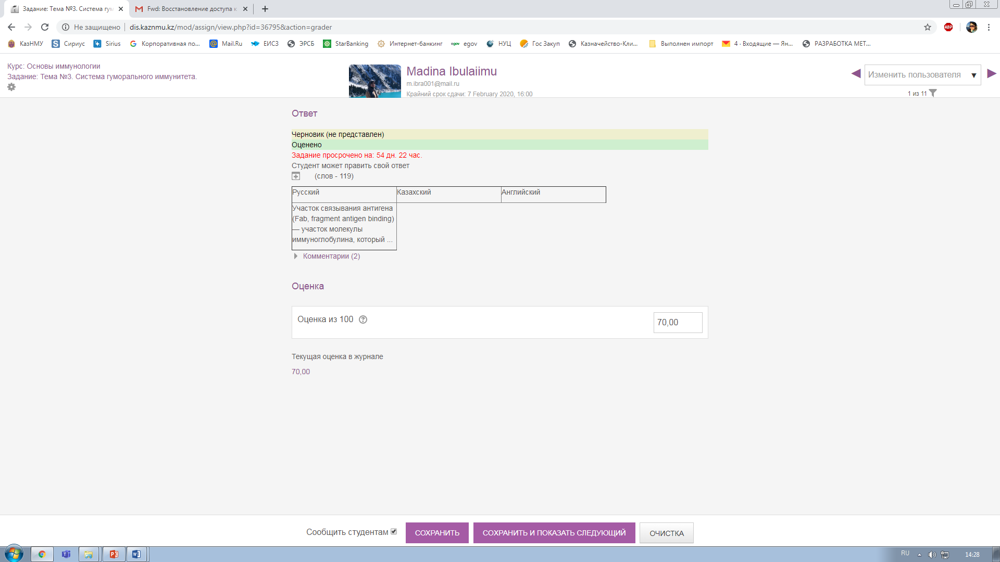 Задание: Тема №3. Система гум
Fwd: Восстановление доступа к
Не защищено
dis.kaznmu.kz/mod/assign/view.php?id=36795&action=grader
ABP
КазНМУ
S Сириус
Sirius
G Корпоративная по...
@ Mail.Ru
ЕИСЗ
ЭРСБ
StarBanking
Интернет-банкинг
egov egov
НУЦ
Гос Закуп
Казначейство-Кли...
Выполнен импорт
4 · Входящие — Ян...
РАЗРАБОТКА МЕТ...
Курс: Основы иммунологии
Задание: Тема №3. Система гуморального иммунитета.
Madina Ibulaiimu
m.ibra001@mail.ru
Крайний срок сдачи: 7 February 2020, 16:00
Изменить пользователя
1 из 11
Ответ
Черновик (не представлен)
Оценено
Задание просрочено на: 54 дн. 22 час.
Студент может править свой ответ
(слов - 119)
Русский Казахский Английский
Участок связывания антигена
(Fab, fragment antigen binding)
— участок молекулы
иммуноглобулина, который ...
Комментарии (2)
Оценка
Оценка из 100 ?
70,00
Текущая оценка в журнале
70,00
Сообщить студентам
СОХРАНИТЬ
СОХРАНИТЬ И ПОКАЗАТЬ СЛЕДУЮЩИЙ
ОЧИСТКА
RU
14:28